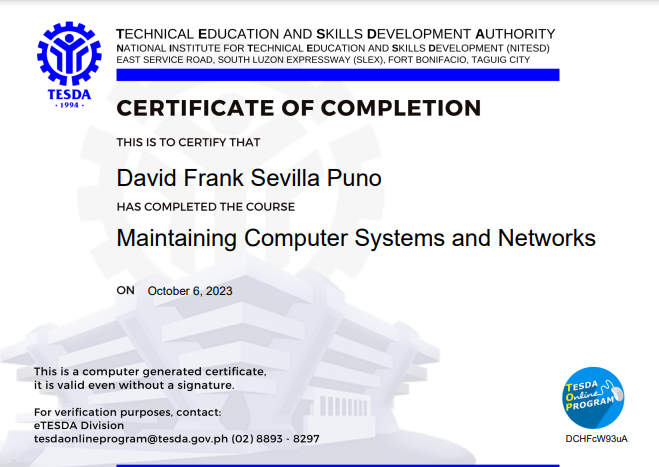 TECHNICAL EDUCATION AND SKILLS DEVELOPMENT AUTHORITY
NATIONAL INSTITUTE FOR TECHNICAL EDUCATION AND SKILLS DEVELOPMENT (NITESD)
EAST SERVICE ROAD, SOUTH LUZON EXPRESSWAY (SLEX), FORT BONIFACIO, TAGUIG CITY
TESDA
· 1994 ·
CERTIFICATE OF COMPLETION
THIS IS TO CERTIFY THAT
David Frank Sevilla Puno
HAS COMPLETED THE COURSE
Maintaining Computer Systems and Networks
ON October 6, 2023
This is a computer generated certificate,
it is valid even without a signature.
For verification purposes, contact:
eTESDA Division
tesdaonlineprogram@tesda.gov.ph (02) 8893 - 8297
TESDA
Online
PROGRAM
DCHFcW93uA